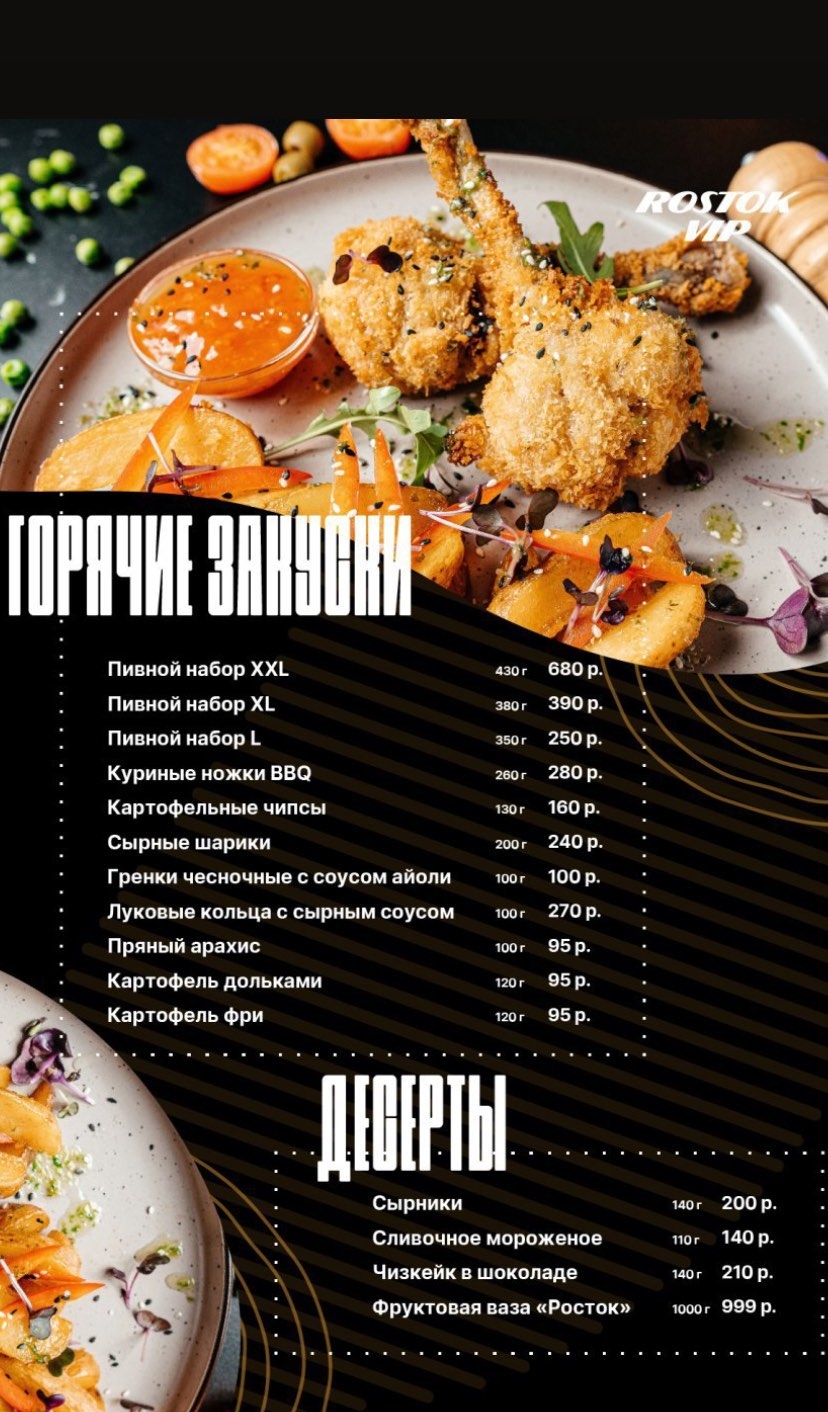 ROSTOK
VIP
ГОРЯЧИЕ ЗАКУСКИ
Пивной набор XXL 430 г 680 р.
Пивной набор XL 380 г 390 р.
Пивной набор L 350 г 250 р.
Куриные ножки BBQ 260 г 280 р.
Картофельные чипсы 130 г 160 р.
Сырные шарики 200 г 240 р.
Гренки чесночные с соусом айоли 100 г 100 р.
Луковые кольца с сырным соусом 100 г 270 р.
Пряный арахис 100 г 95 р.
Картофель дольками 120 г 95 р.
Картофель фри 120 г 95 р.
ДЕСЕРТЫ
Сырники 140 г 200 р.
Сливочное мороженое 110 г 140 р.
Чизкейк в шоколаде 140 г 210 р.
Фруктовая ваза «Росток» 1000 г 999 р.